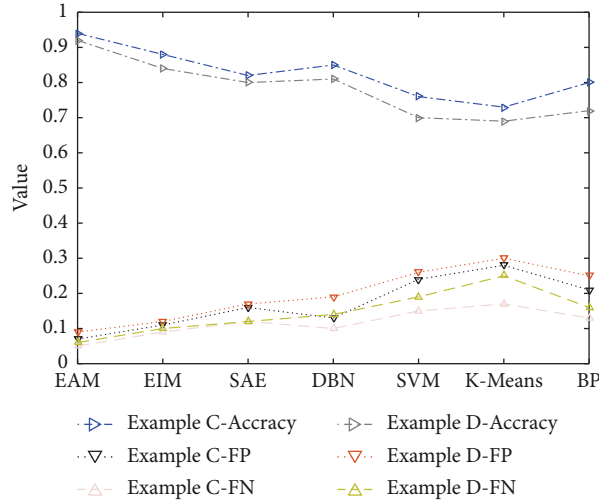 1
0.9
0.8
0.7
0.6
0.5
0.4
0.3
0.2
0.1
0
Value
EAM EIM SAE DBN SVM K-Means BP
Example C-Accracy Example D-Accracy
Example C-FP Example D-FP
Example C-FN Example D-FN